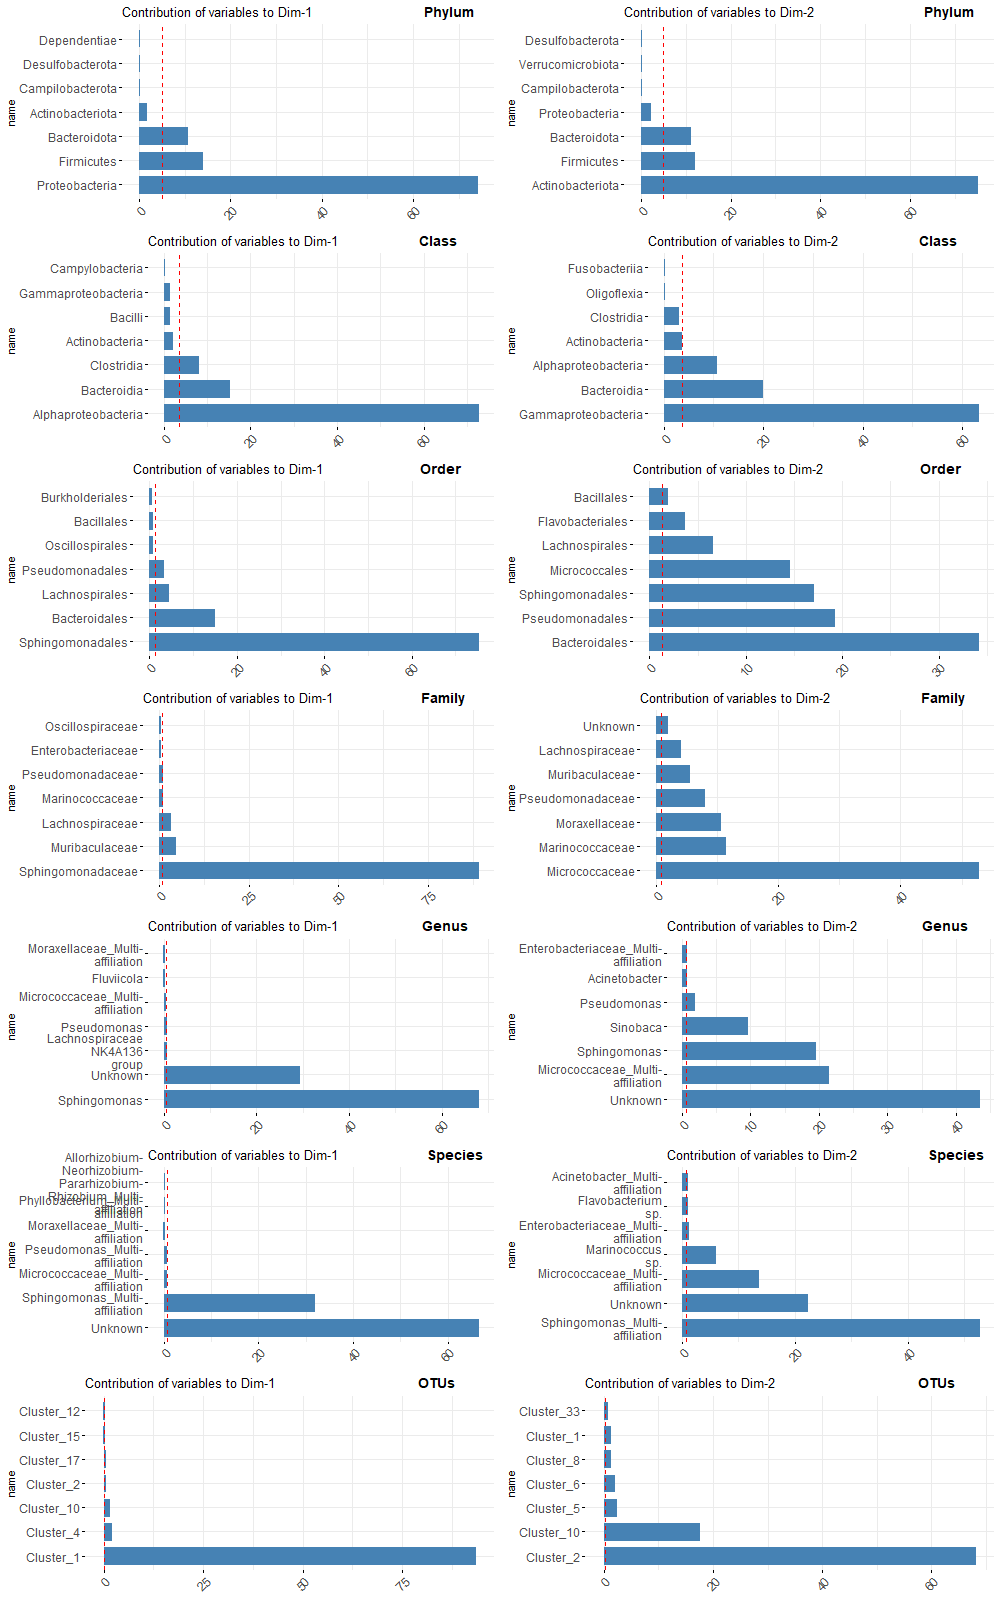 Contribution of variables to Dim-1
Phylum
name
Dependentiae
Desulfobacterota
Campilobacterota
Actinobacteriota
Bacteroidota
Firmicutes
Proteobacteria
0
20
40
60
Contribution of variables to Dim-2
Phylum
name
Desulfobacterota
Verrucomicrobiota
Campilobacterota
Proteobacteria
Bacteroidota
Firmicutes
Actinobacteriota
0
20
40
60
Contribution of variables to Dim-1
Class
name
Campylobacteria
Gammaproteobacteria
Bacilli
Actinobacteria
Clostridia
Bacteroidia
Alphaproteobacteria
0
20
40
60
Contribution of variables to Dim-2
Class
name
Fusobacteriia
Oligoflexia
Clostridia
Actinobacteria
Alphaproteobacteria
Bacteroidia
Gammaproteobacteria
0
20
40
60
Contribution of variables to Dim-1
Order
name
Burkholderiales
Bacillales
Oscillospirales
Pseudomonadales
Lachnospirales
Bacteroidales
Sphingomonadales
0
20
40
60
Contribution of variables to Dim-2
Order
name
Bacillales
Flavobacteriales
Lachnospirales
Micrococcales
Sphingomonadales
Pseudomonadales
Bacteroidales
0
10
20
30
Contribution of variables to Dim-1
Family
name
Oscillospiraceae
Enterobacteriaceae
Pseudomonadaceae
Marinococcaceae
Lachnospiraceae
Muribaculaceae
Sphingomonadaceae
0
25
50
75
Contribution of variables to Dim-2
Family
name
Unknown
Lachnospiraceae
Muribaculaceae
Pseudomonadaceae
Moraxellaceae
Marinococcaceae
Micrococcaceae
0
20
40
Contribution of variables to Dim-1
Genus
name
Moraxellaceae_Multi-
affiliation
Fluviicola
Micrococcaceae_Multi-
affiliation
Pseudomonas
Lachnospiraceae
NK4A136
group
Unknown
Sphingomonas
0
20
40
60
Contribution of variables to Dim-2
Genus
name
Enterobacteriaceae_Multi-
affiliation
Acinetobacter
Pseudomonas
Sinobaca
Sphingomonas
Micrococcaceae_Multi-
affiliation
Unknown
0
10
20
30
40
Contribution of variables to Dim-1
Species
name
Allorhizobium-
Neorhizobium-
Pararhizobium-
Rhizobium_Multi-
affiliation
Phyllobacterium_Multi-
affiliation
Moraxellaceae_Multi-
affiliation
Pseudomonas_Multi-
affiliation
Micrococcaceae_Multi-
affiliation
Sphingomonas_Multi-
affiliation
Unknown
0
20
40
60
Contribution of variables to Dim-2
Species
name
Acinetobacter_Multi-
affiliation
Flavobacterium
sp.
Enterobacteriaceae_Multi-
affiliation
Marinococcus
sp.
Micrococcaceae_Multi-
affiliation
Unknown
Sphingomonas_Multi-
affiliation
0
20
40
Contribution of variables to Dim-1
OTUs
name
Cluster_12
Cluster_15
Cluster_17
Cluster_2
Cluster_10
Cluster_4
Cluster_1
0
25
50
75
Contribution of variables to Dim-2
OTUs
name
Cluster_33
Cluster_1
Cluster_8
Cluster_6
Cluster_5
Cluster_10
Cluster_2
0
20
40
60